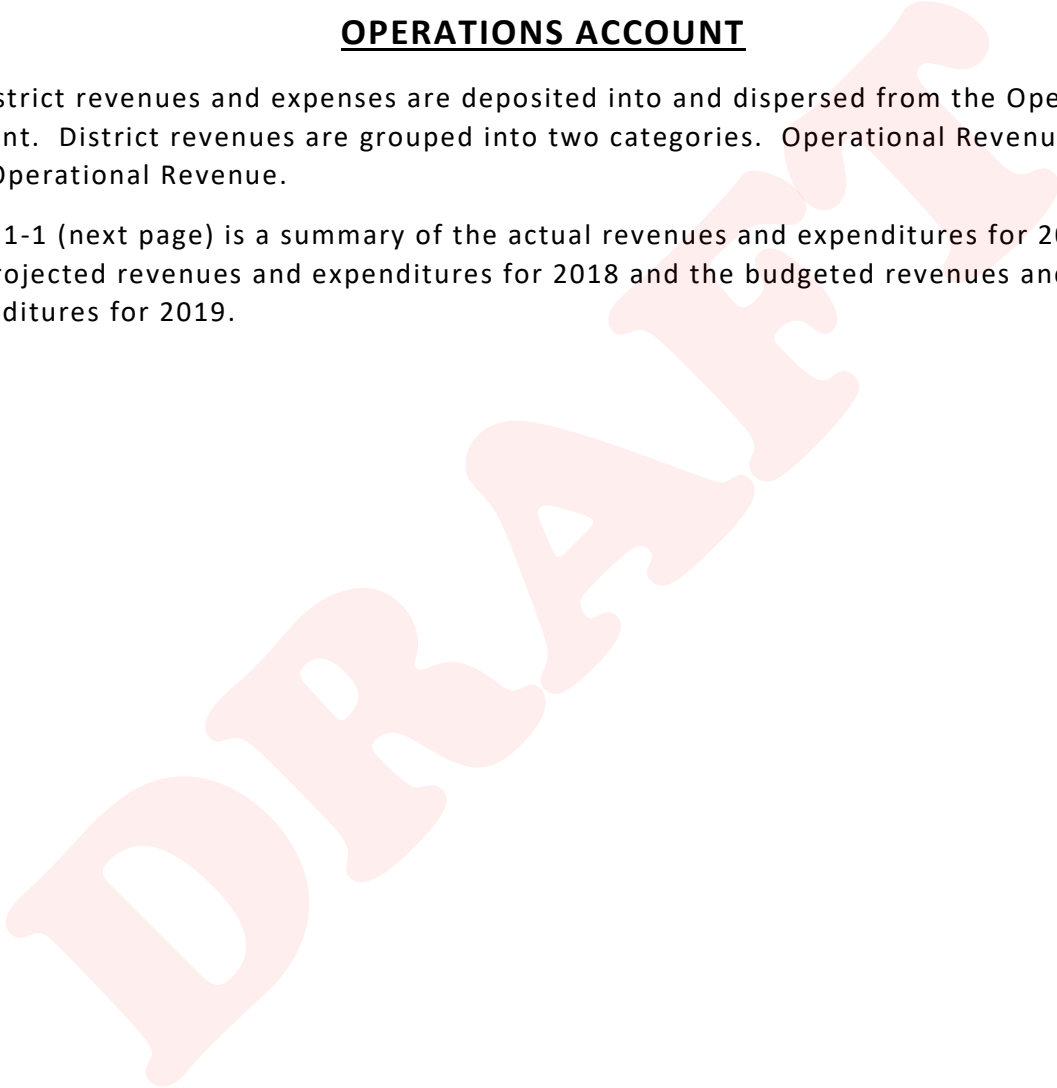 OPERATIONS ACCOUNT
strict revenues and expenses are deposited into and dispersed from the Ope
nt. District revenues are grouped into two categories. Operational Revenu
Operational Revenue.
1-1 (next page) is a summary of the actual revenues and expenditures for 20
rojected revenues and expenditures for 2018 and the budgeted revenues and
ditures for 2019.
DRAFT